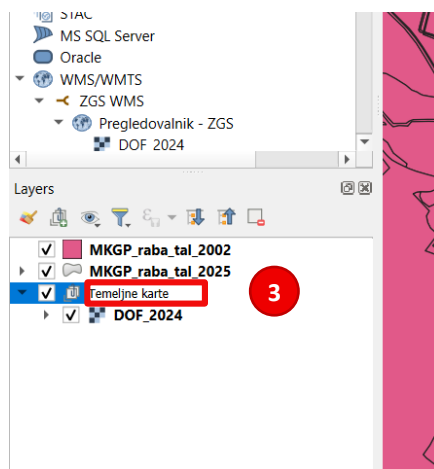 STAC
MS SQL Server
Oracle
WMS/WMTS
ZGS WMS
Pregledovalnik - ZGS
DOF 2024
Layers
MKGP_raba_tal_2002
MKGP_raba_tal_2025
Temeljne karte
3
DOF_2024